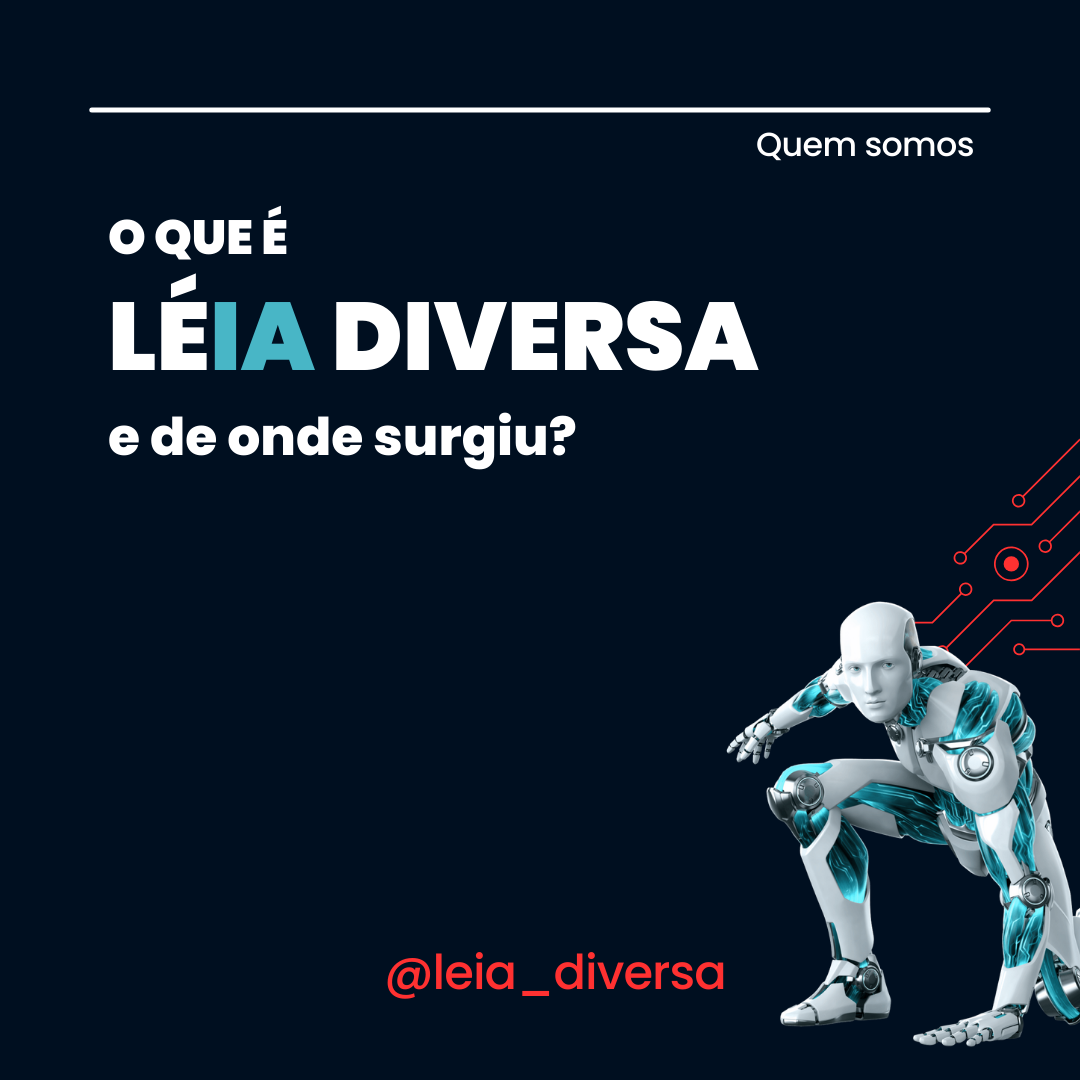 Quem somos
O QUE É
LÉIA DIVERSA
e de onde surgiu?
@leia_diversa